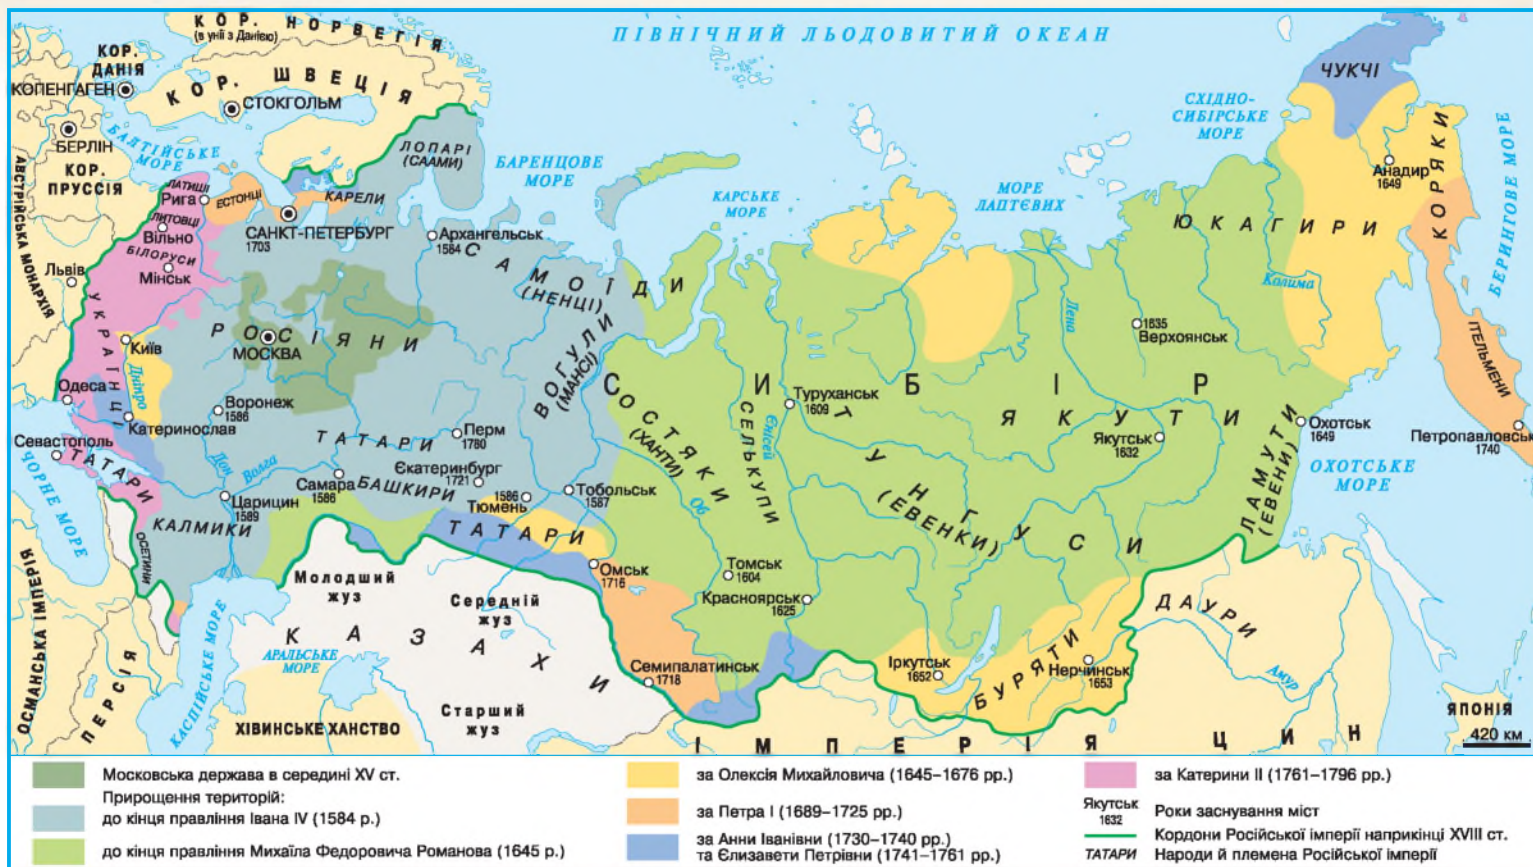 КОР. НОРВЕГІЯ
(в унії з Данією)
КОР.
ДАНІЯ
КОПЕНГАГЕН
КОР. ШВЕЦІЯ
СТОКГОЛЬМ
БЕРЛІН
КОР.
ПРУССІЯ
АВСТРІЙСЬКА МОНАРХІЯ
БАЛТІЙСЬКЕ
МОРЕ
ПІВНІЧНИЙ ЛЬОДОВИТИЙ ОКЕАН
БАРЕНЦОВЕ
МОРЕ
КАРСЬКЕ
МОРЕ
МОРЕ
ЛАПТЄВИХ
СХІДНО-
СИБІРСЬКЕ
МОРЕ
БЕРИНГОВЕ МОРЕ
ЧУКЧІ
КОРЯКИ
Анадир
1649
ЮКАГИРИ
Колима
ЛОПАРІ
(СААМИ)
ЛАТИШІ
Рига
ЕСТОНЦІ
КАРЕЛИ
САНКТ-ПЕТЕРБУРГ
1703
ЛИТОВЦІ
Вільно
БІЛОРУСИ
Мінськ
Львів
УКРАЇНЦІ
Архангельськ
1584
САМОЇДИ
(НЕНЦІ)
РОСІЯНИ
МОСКВА
Київ
Дніпро
Одеса
Катеринослав
Воронеж
1586
Севастополь
ТАТАРИ
ЧОРНЕ МОРЕ
Дон
Волга
ТАТАРИ
Перм
1780
Єкатеринбург
1721
Самара
1586
БАШКИРИ
1586
Тюмень
Тобольськ
1587
Царицин
1589
КАЛМИКИ
ОСЕТИНИ
ТАТАРИ
ВОГУЛИ
(МАНСІ)
ОСТЯКИ
(ХАНТИ)
Об
СЕЛЬКУПИ
Єнісей
СИБІР
Туруханськ
1609
ТУНГУСИ
(ЕВЕНКИ)
Лена
1635
Верхоянськ
ЯКУТИ
Якутськ
1632
ЛАМУТИ
(ЕВЕНИ)
Охотськ
1649
ІТЕЛЬМЕНИ
Петропавловськ
1740
ОХОТСЬКЕ
МОРЕ
Омськ
1716
Томськ
1604
Красноярськ
1625
Семипалатинськ
1718
Іркутськ
1652
БУРЯТИ
Нерчинськ
1653
ДАУРИ
Амур
Молодший
жуз
Середній
жуз
КАЗАХИ
Старший
жуз
АРАЛЬСЬКЕ
МОРЕ
КАСПІЙСЬКЕ МОРЕ
ОСМАНСЬКА ІМПЕРІЯ
ПЕРСІЯ
ХІВИНСЬКЕ ХАНСТВО
ІМПЕРІЯ ЦИН
ЯПОНІЯ
420 км
Московська держава в середині XV ст.
Прирощення територій:
до кінця правління Івана IV (1584 р.)
до кінця правління Михаїла Федоровича Романова (1645 р.)
за Олексія Михайловича (1645–1676 рр.)
за Петра I (1689–1725 рр.)
за Анни Іванівни (1730–1740 рр.)
та Єлизавети Петрівни (1741–1761 рр.)
за Катерини II (1761–1796 рр.)
Якутськ
1632
Роки заснування міст
Кордони Російської імперії наприкінці XVIII ст.
ТАТАРИ
Народи й племена Російської імперії